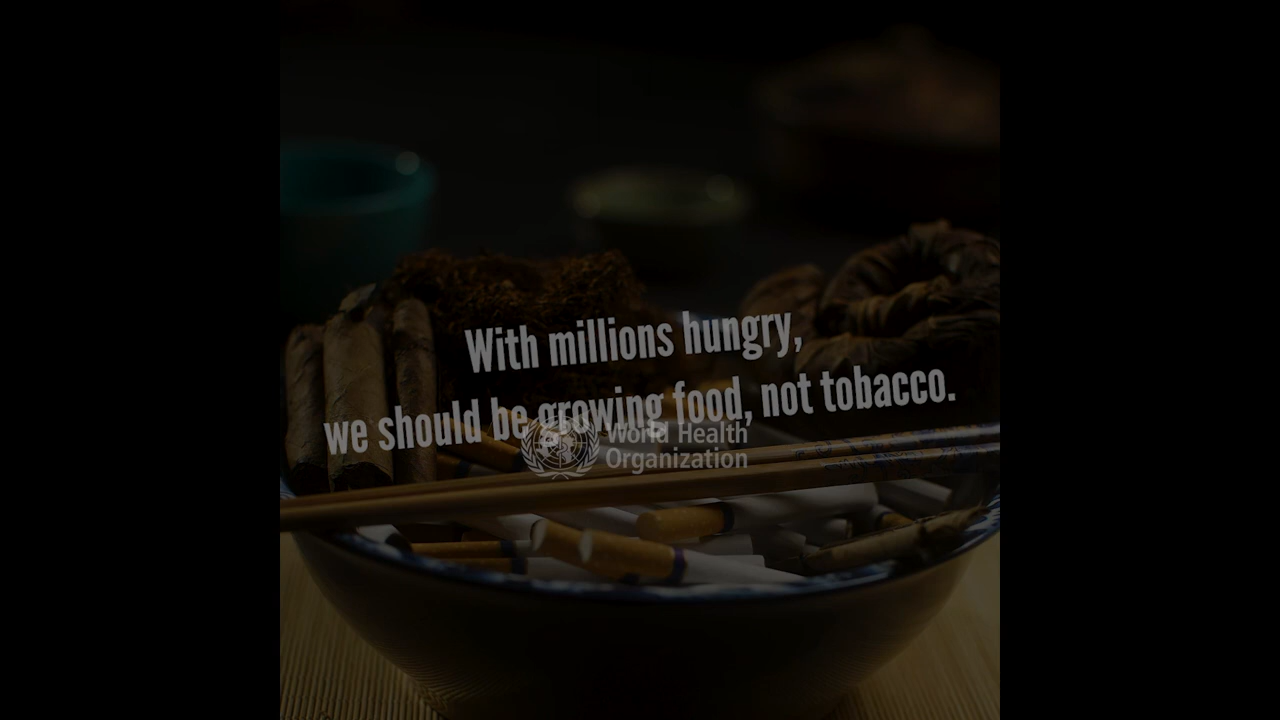 With millions hungry,
we should be growing food, not tobacco.
World Health
Organization